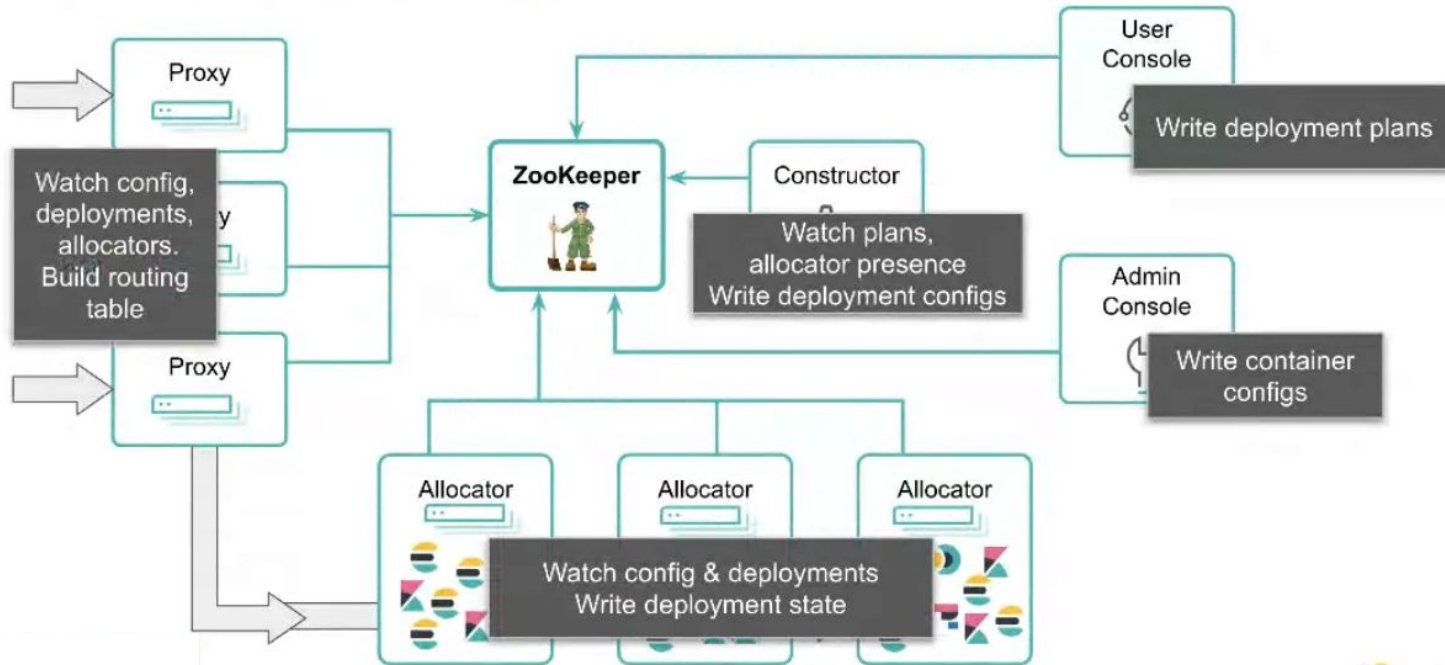 Proxy
Watch config,
deployments,
allocators.
Build routing
table
y
Proxy
ZooKeeper
Constructor
Watch plans,
allocator presence
Write deployment configs
User
Console
Write deployment plans
Admin
Console
Write container
configs
Allocator
Allocator
Allocator
Watch config & deployments
Write deployment state